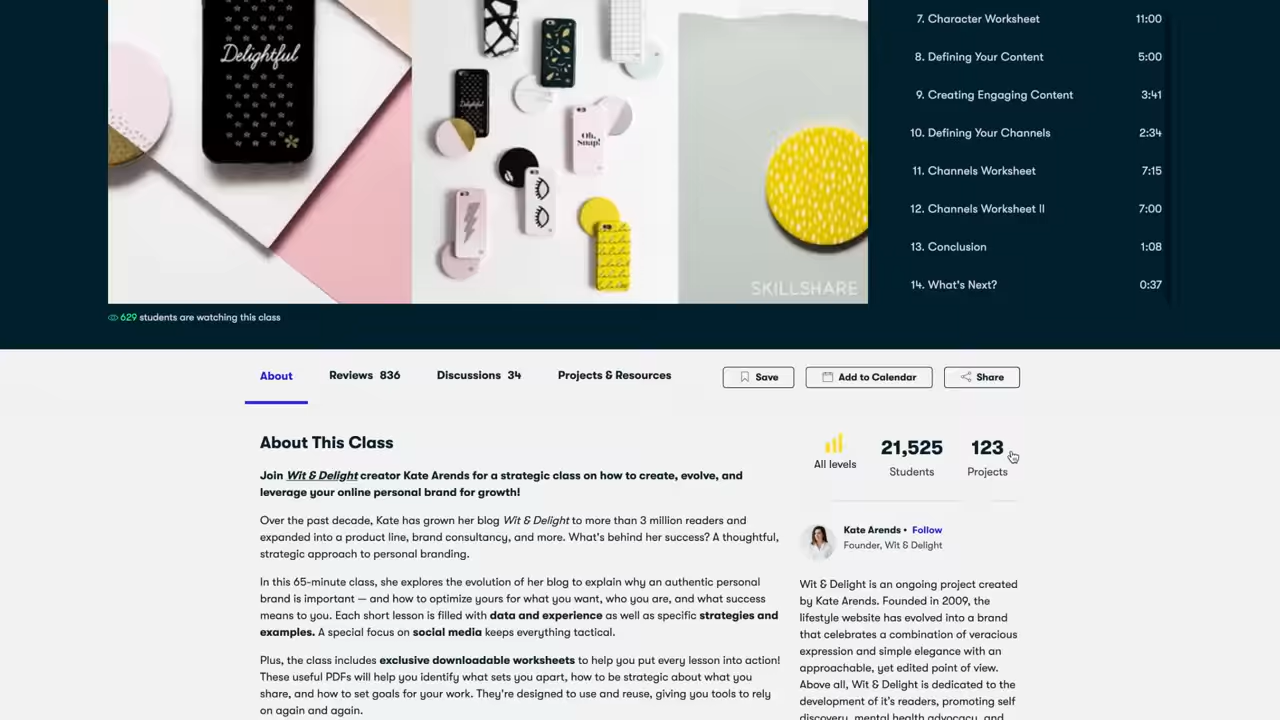 Delightful
Delightful
Oh,
Snap!
SKILLSHARE
7. Character Worksheet 11:00
8. Defining Your Content 5:00
9. Creating Engaging Content 3:41
10. Defining Your Channels 2:34
11. Channels Worksheet 7:15
12. Channels Worksheet II 7:00
13. Conclusion 1:08
14. What's Next? 0:37
629 students are watching this class
About Reviews 836 Discussions 34 Projects & Resources Save Add to Calendar Share
About This Class
Join Wit & Delight creator Kate Arends for a strategic class on how to create, evolve, and
leverage your online personal brand for growth!
Over the past decade, Kate has grown her blog Wit & Delight to more than 3 million readers and
expanded into a product line, brand consultancy, and more. What's behind her success? A thoughtful,
strategic approach to personal branding.
In this 65-minute class, she explores the evolution of her blog to explain why an authentic personal
brand is important — and how to optimize yours for what you want, who you are, and what success
means to you. Each short lesson is filled with data and experience as well as specific strategies and
examples. A special focus on social media keeps everything tactical.
Plus, the class includes exclusive downloadable worksheets to help you put every lesson into action!
These useful PDFs will help you identify what sets you apart, how to be strategic about what you
share, and how to set goals for your work. They're designed to use and reuse, giving you tools to rely
on again and again.
All levels
21,525
Students
123
Projects
Kate Arends • Follow
Founder, Wit & Delight
Wit & Delight is an ongoing project created
by Kate Arends. Founded in 2009, the
lifestyle website has evolved into a brand
that celebrates a combination of veracious
expression and simple elegance with an
approachable, yet edited point of view.
Above all, Wit & Delight is dedicated to the
development of it's readers, promoting self
discovery, mental health advocacy, and